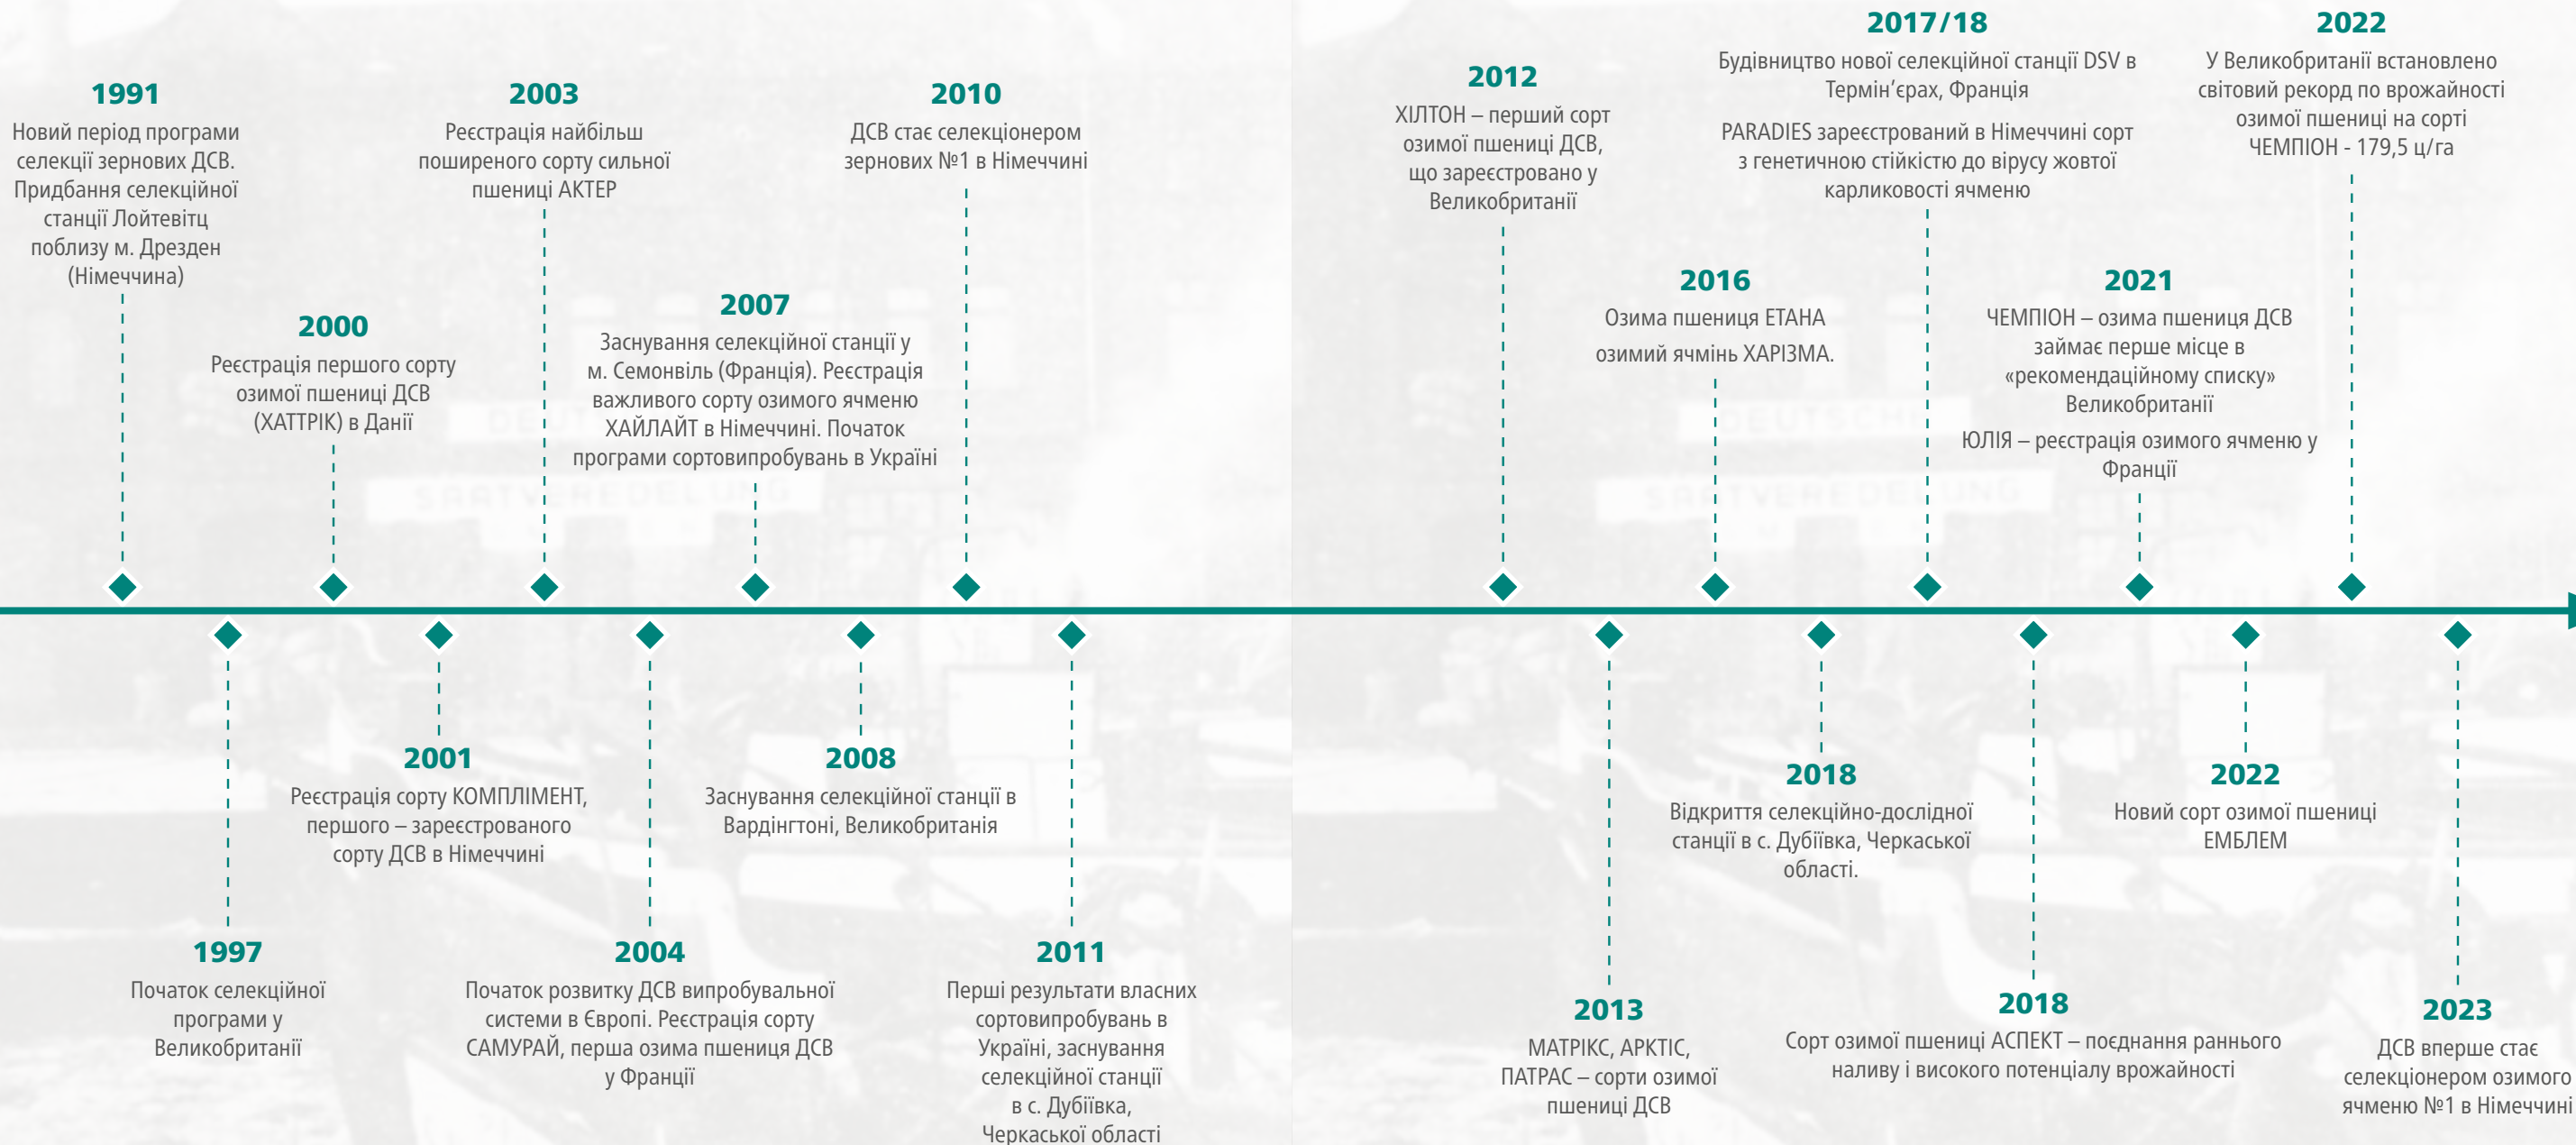 1991
Новий період програми
селекції зернових ДСВ.
Придбання селекційної
станції Лойтевітц
поблизу м. Дрезден
(Німеччина)
1997
Початок селекційної
програми у
Великобританії
2000
Реєстрація першого сорту
озимої пшениці ДСВ
(ХАТТРІК) в Данії
2001
Реєстрація сорту КОМПЛІМЕНТ,
першого – зареєстрованого
сорту ДСВ в Німеччині
2003
Реєстрація найбільш
поширеного сорту сильної
пшениці АКТЕР
2004
Початок розвитку ДСВ випробувальної
системи в Європі. Реєстрація сорту
САМУРАЙ, перша озима пшениця ДСВ
у Франції
2007
Заснування селекційної станції у
м. Семонвіль (Франція). Реєстрація
важливого сорту озимого ячменю
ХАЙЛАЙТ в Німеччині. Початок
програми сортовипробувань в Україні
2008
Заснування селекційної станції в
Вардінгтоні, Великобританія
2010
ДСВ стає селекціонером
зернових №1 в Німеччині
2011
Перші результати власних
сортовипробувань в
Україні, заснування
селекційної станції
в с. Дубіївка,
Черкаської області
2012
ХІЛТОН – перший сорт
озимої пшениці ДСВ,
що зареєстровано у
Великобританії
2013
МАТРІКС, АРКТІС,
ПАТРАС – сорти озимої
пшениці ДСВ
2016
Озима пшениця ЕТАНА
озимий ячмінь ХАРІЗМА.
2018
Відкриття селекційно-дослідної
станції в с. Дубіївка, Черкаської
області.
2017/18
Будівництво нової селекційної станції DSV в
Термін’єрах, Франція
PARADIES зареєстрований в Німеччині сорт
з генетичною стійкістю до вірусу жовтої
карликовості ячменю
2018
Сорт озимої пшениці АСПЕКТ – поєднання раннього
наливу і високого потенціалу врожайності
2021
ЧЕМПІОН – озима пшениця ДСВ
займає перше місце в
«рекомендаційному списку»
Великобританії
ЮЛІЯ – реєстрація озимого ячменю у
Франції
2022
Новий сорт озимої пшениці
ЕМБЛЕМ
2022
У Великобританії встановлено
світовий рекорд по врожайності
озимої пшениці на сорті
ЧЕМПІОН - 179,5 ц/га
2023
ДСВ вперше стає
селекціонером озимого
ячменю №1 в Німеччині
SAATVEREDELUNG
DEUTSCHE
SAATVEREDELUNG